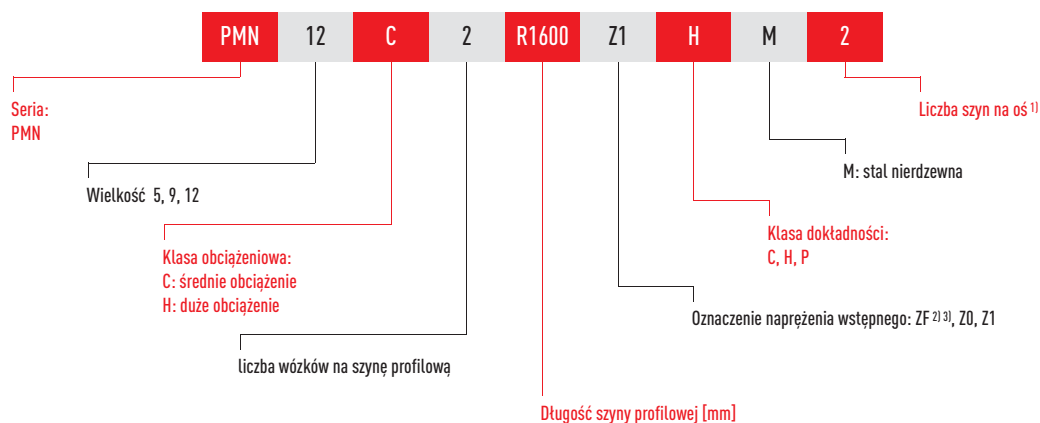 PMN 12 C 2 R1600 Z1 H M 2
Seria:
PMN
Liczba szyn na oś 1)
M: stal nierdzewna
Wielkość 5, 9, 12
Klasa dokładności:
C, H, P
Klasa obciążeniowa:
C: średnie obciążenie
H: duże obciążenie
Oznaczenie naprężenia wstępnego: ZF 2) 3), Z0, Z1
liczba wózków na szynę profilową
Długość szyny profilowej [mm]